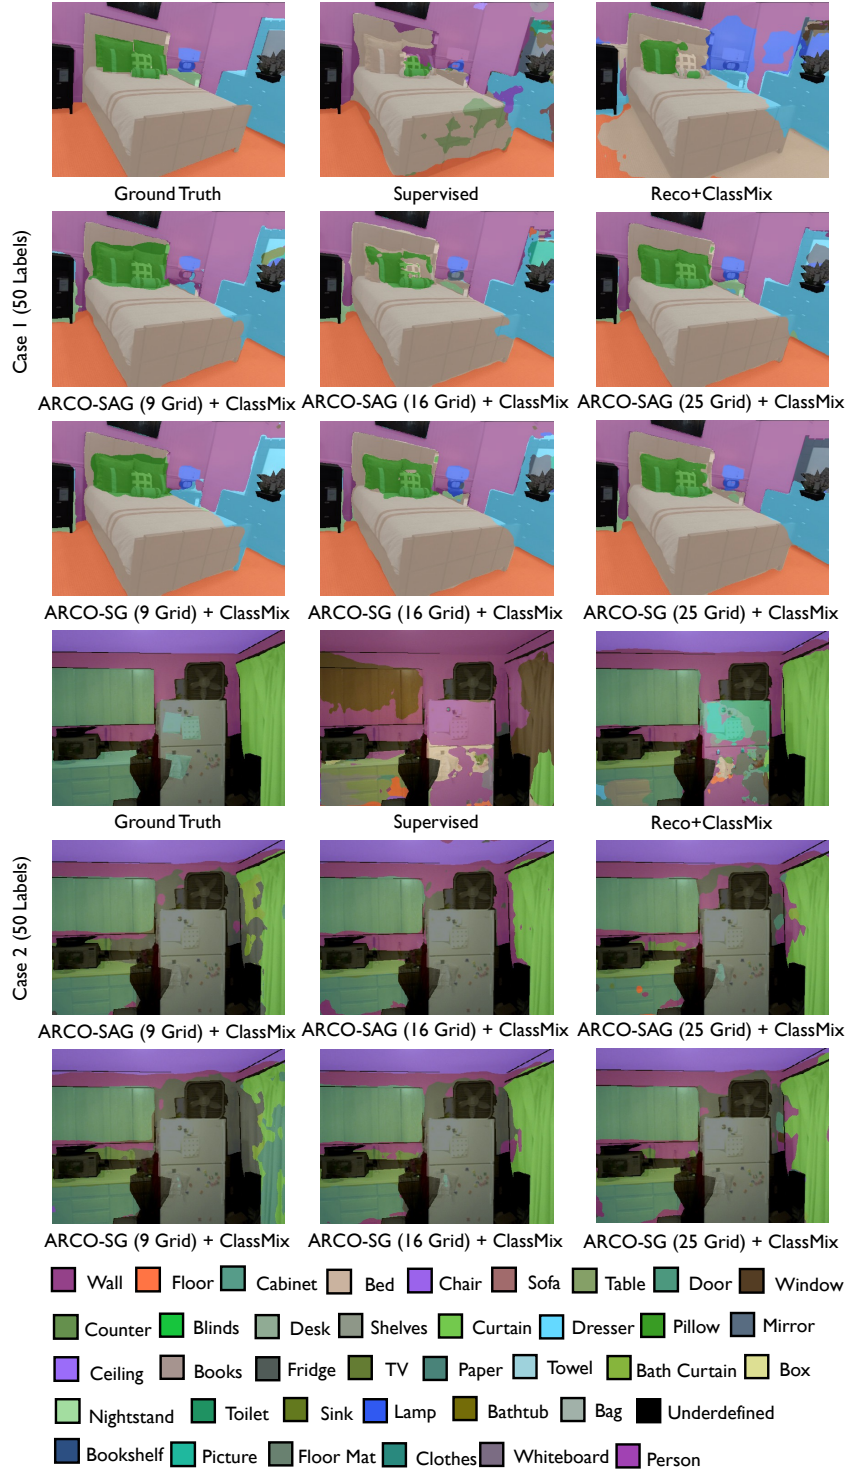 Ground Truth
Supervised
Reco+ClassMix
Case 1 (50 Labels)
ARCO-SAG (9 Grid) + ClassMix
ARCO-SAG (16 Grid) + ClassMix
ARCO-SAG (25 Grid) + ClassMix
ARCO-SG (9 Grid) + ClassMix
ARCO-SG (16 Grid) + ClassMix
ARCO-SG (25 Grid) + ClassMix
Ground Truth
Supervised
Reco+ClassMix
Case 2 (50 Labels)
ARCO-SAG (9 Grid) + ClassMix
ARCO-SAG (16 Grid) + ClassMix
ARCO-SAG (25 Grid) + ClassMix
ARCO-SG (9 Grid) + ClassMix
ARCO-SG (16 Grid) + ClassMix
ARCO-SG (25 Grid) + ClassMix
Wall Floor Cabinet Bed Chair Sofa Table Door Window
Counter Blinds Desk Shelves Curtain Dresser Pillow Mirror
Ceiling Books Fridge TV Paper Towel Bath Curtain Box
Nightstand Toilet Sink Lamp Bathtub Bag Underdefined
Bookshelf Picture Floor Mat Clothes Whiteboard Person